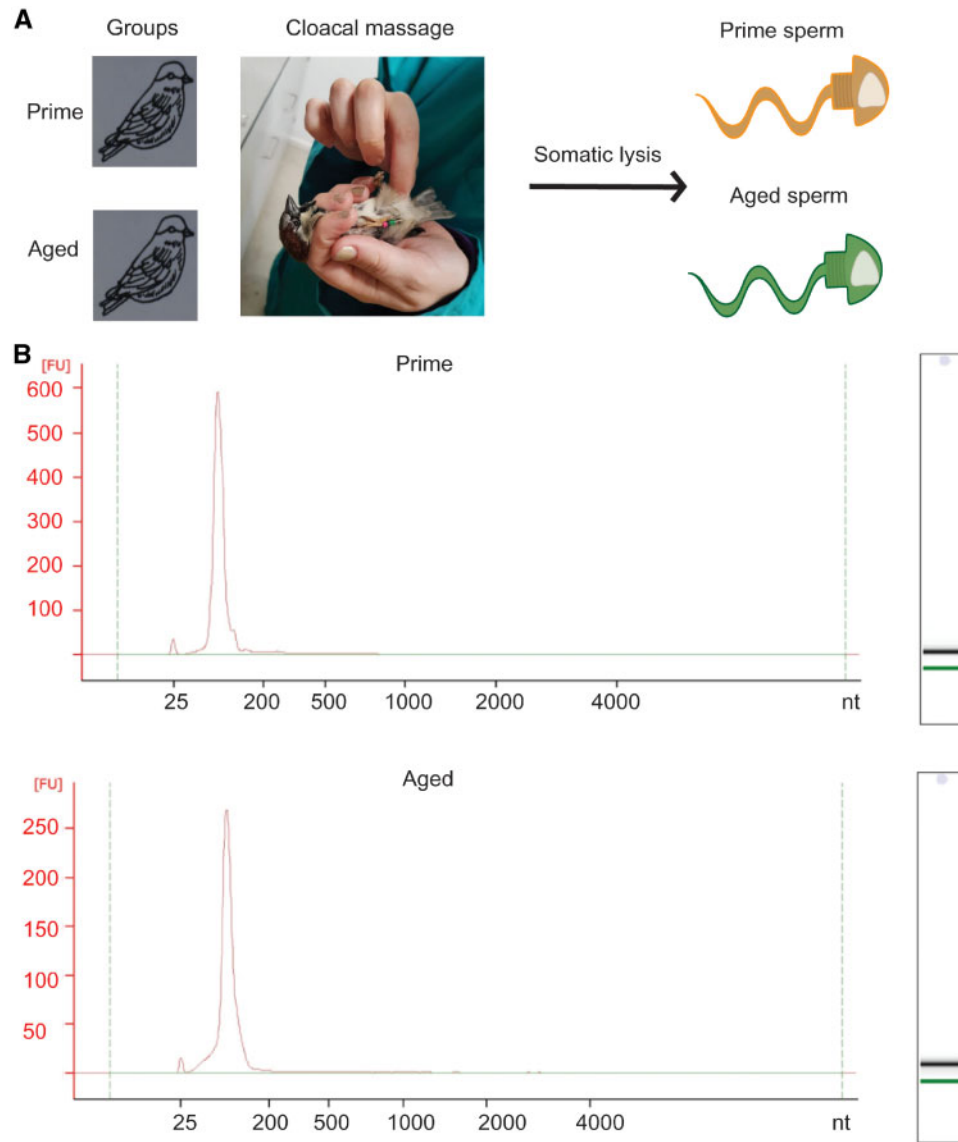 A
Groups
Cloacal massage
Prime sperm
Prime
Somatic lysis
Aged sperm
Aged
B
[FU]
Prime
600
500
400
300
200
100
25 200 500 1000 2000 4000 nt
[FU]
Aged
250
200
150
100
50
25 200 500 1000 2000 4000 nt